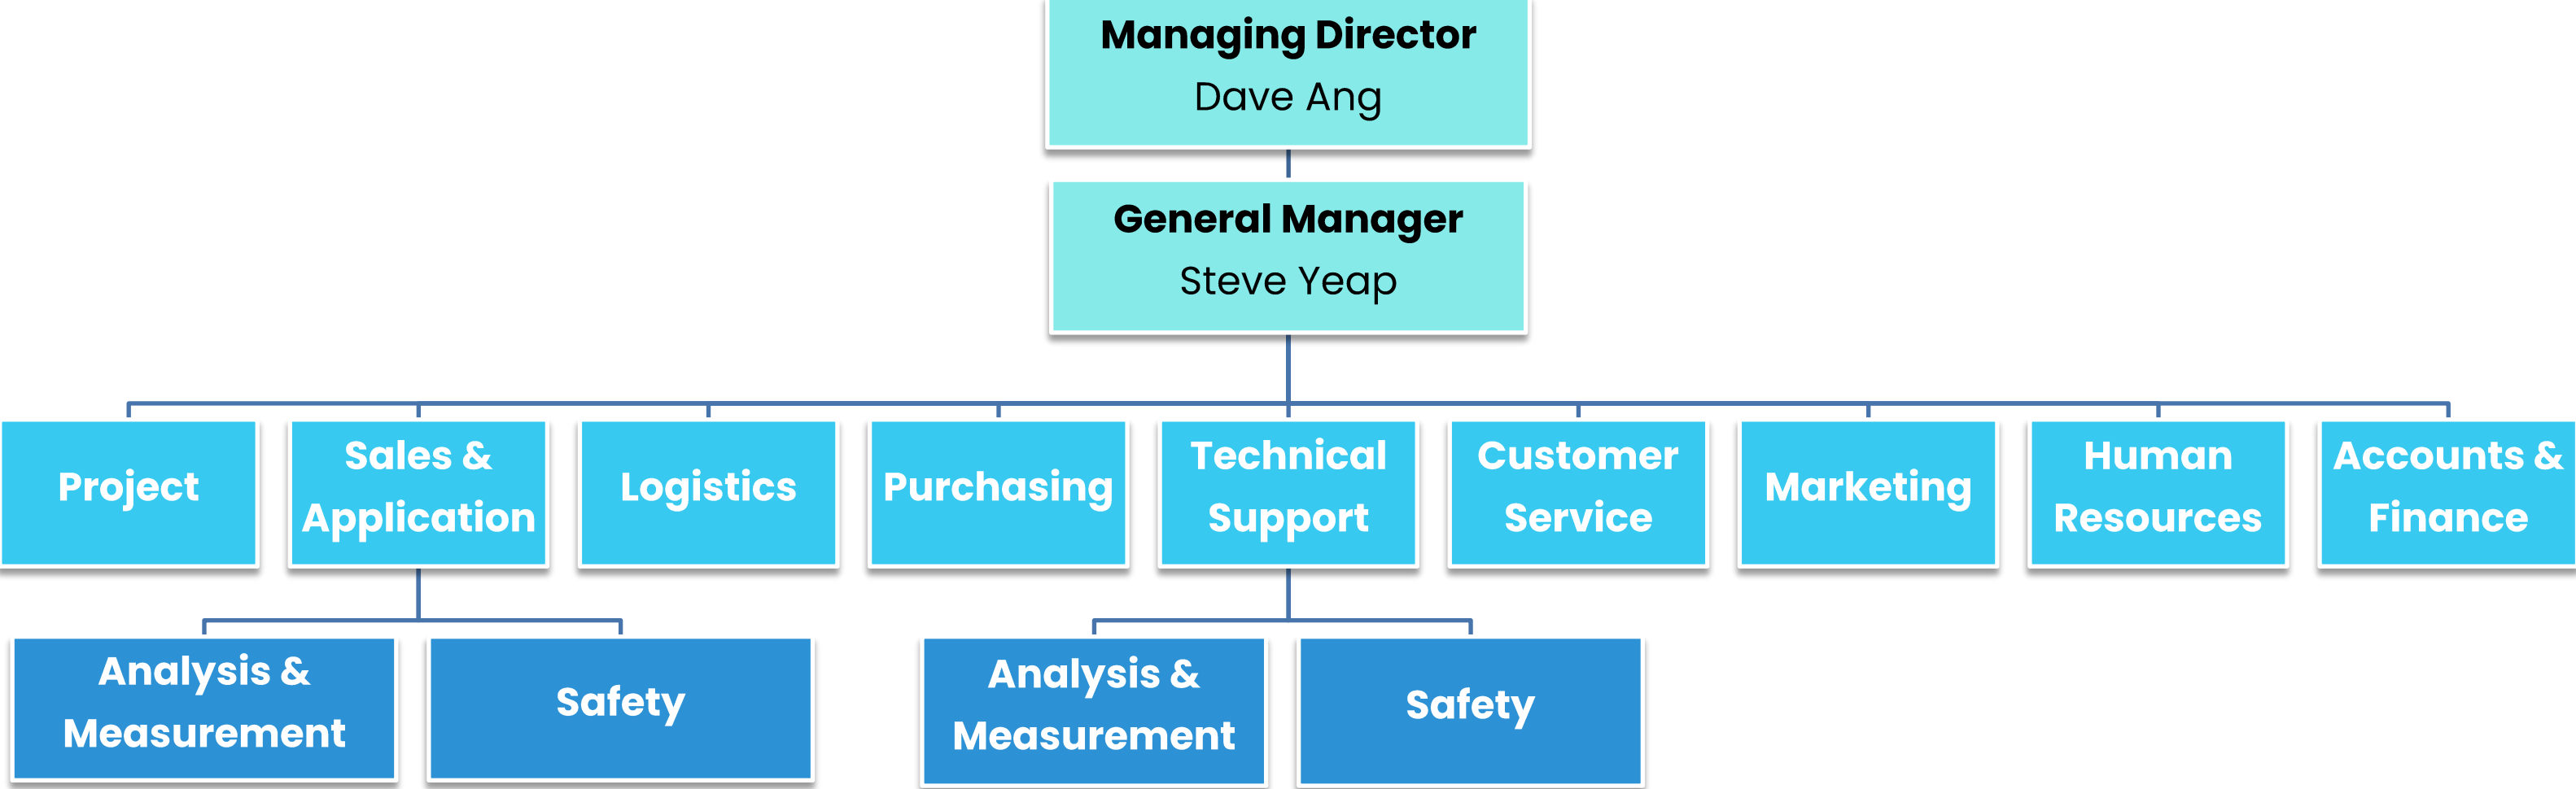 Managing Director
Dave Ang
General Manager
Steve Yeap
Project
Sales &
Application
Logistics
Purchasing
Technical
Support
Customer
Service
Marketing
Human
Resources
Accounts &
Finance
Analysis &
Measurement
Safety
Analysis &
Measurement
Safety